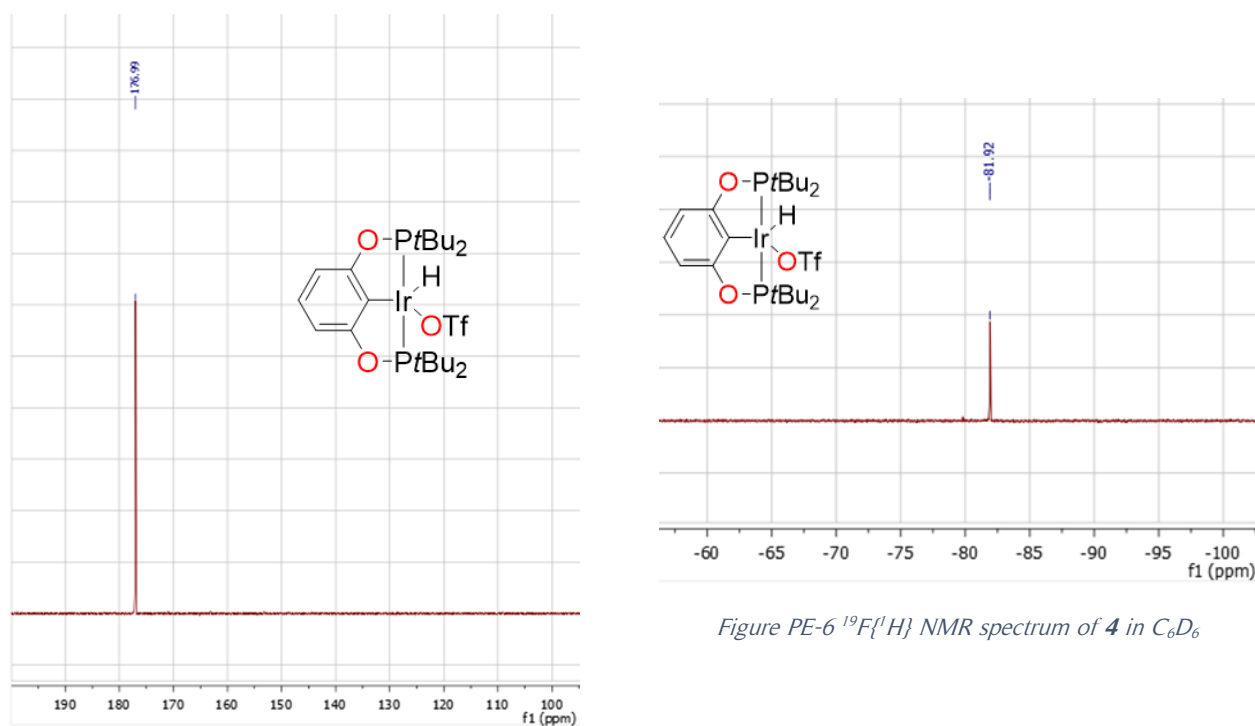 176.99
O-PtBu₂
H
Ir
OTf
O-PtBu₂
190 180 170 160 150 140 130 120 110 100
f1 (ppm)
-81.92
O-PtBu₂
H
Ir
OTf
O-PtBu₂
-60 -65 -70 -75 -80 -85 -90 -95 -100
f1 (ppm)
Figure PE-6 ¹⁹F{¹H} NMR spectrum of 4 in C₆D₆